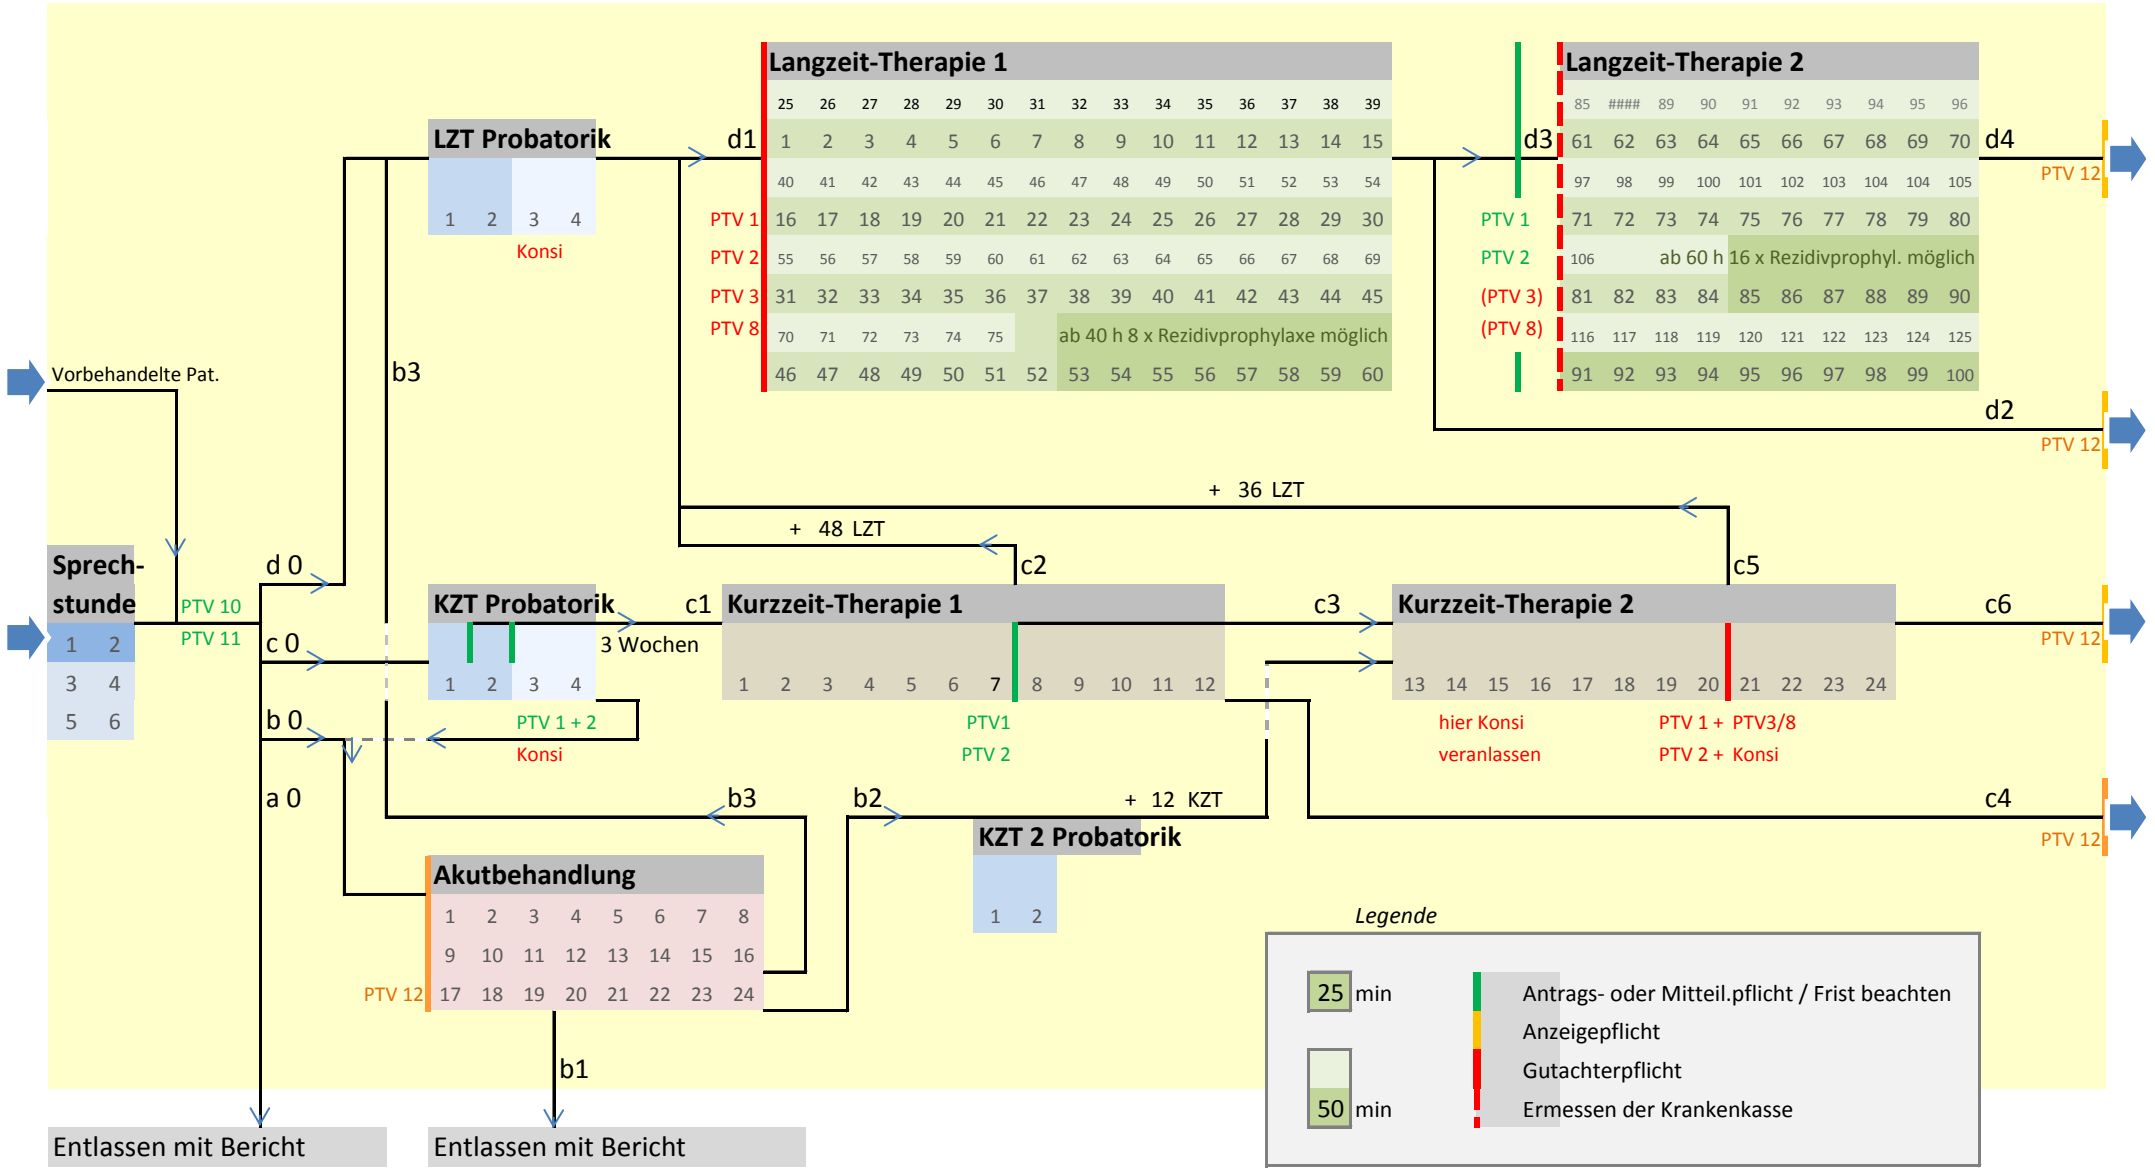 Langzeit-Therapie 1
25 26 27 28 29 30 31 32 33 34 35 36 37 38 39
1 2 3 4 5 6 7 8 9 10 11 12 13 14 15
40 41 42 43 44 45 46 47 48 49 50 51 52 53 54
PTV 1 16 17 18 19 20 21 22 23 24 25 26 27 28 29 30
PTV 2 55 56 57 58 59 60 61 62 63 64 65 66 67 68 69
PTV 3 31 32 33 34 35 36 37 38 39 40 41 42 43 44 45
PTV 8 70 71 72 73 74 75 ab 40 h 8 x Rezidivprophylaxe möglich
46 47 48 49 50 51 52 53 54 55 56 57 58 59 60
Langzeit-Therapie 2
85 #### 89 90 91 92 93 94 95 96
61 62 63 64 65 66 67 68 69 70
97 98 99 100 101 102 103 104 104 105
PTV 1 71 72 73 74 75 76 77 78 79 80
PTV 2 106 ab 60 h 16 x Rezidivprophyl. möglich
(PTV 3) 81 82 83 84 85 86 87 88 89 90
(PTV 8) 116 117 118 119 120 121 122 123 124 125
91 92 93 94 95 96 97 98 99 100
LZT Probatorik
1 2 3 4
Konsi
d1
d3
d4
PTV 12
d2
PTV 12
Vorbehandelte Pat.
b3
+ 36 LZT
+ 48 LZT
c2
c5
Sprech-
stunde
1 2
3 4
5 6
PTV 10
PTV 11
d 0
c 0
b 0
a 0
KZT Probatorik
1 2 3 4
PTV 1 + 2
Konsi
c1
3 Wochen
Kurzzeit-Therapie 1
1 2 3 4 5 6 7 8 9 10 11 12
PTV1
PTV 2
c3
Kurzzeit-Therapie 2
13 14 15 16 17 18 19 20 21 22 23 24
hier Konsi
veranlassen
PTV 1 + PTV3/8
PTV 2 + Konsi
c6
PTV 12
b3
b2
+ 12 KZT
c4
PTV 12
KZT 2 Probatorik
1 2
Akutbehandlung
1 2 3 4 5 6 7 8
9 10 11 12 13 14 15 16
PTV 12 17 18 19 20 21 22 23 24
b1
Entlassen mit Bericht
Entlassen mit Bericht
Legende
25 min
50 min
Antrags- oder Mitteil.pflicht / Frist beachten
Anzeigepflicht
Gutachterpflicht
Ermessen der Krankenkasse